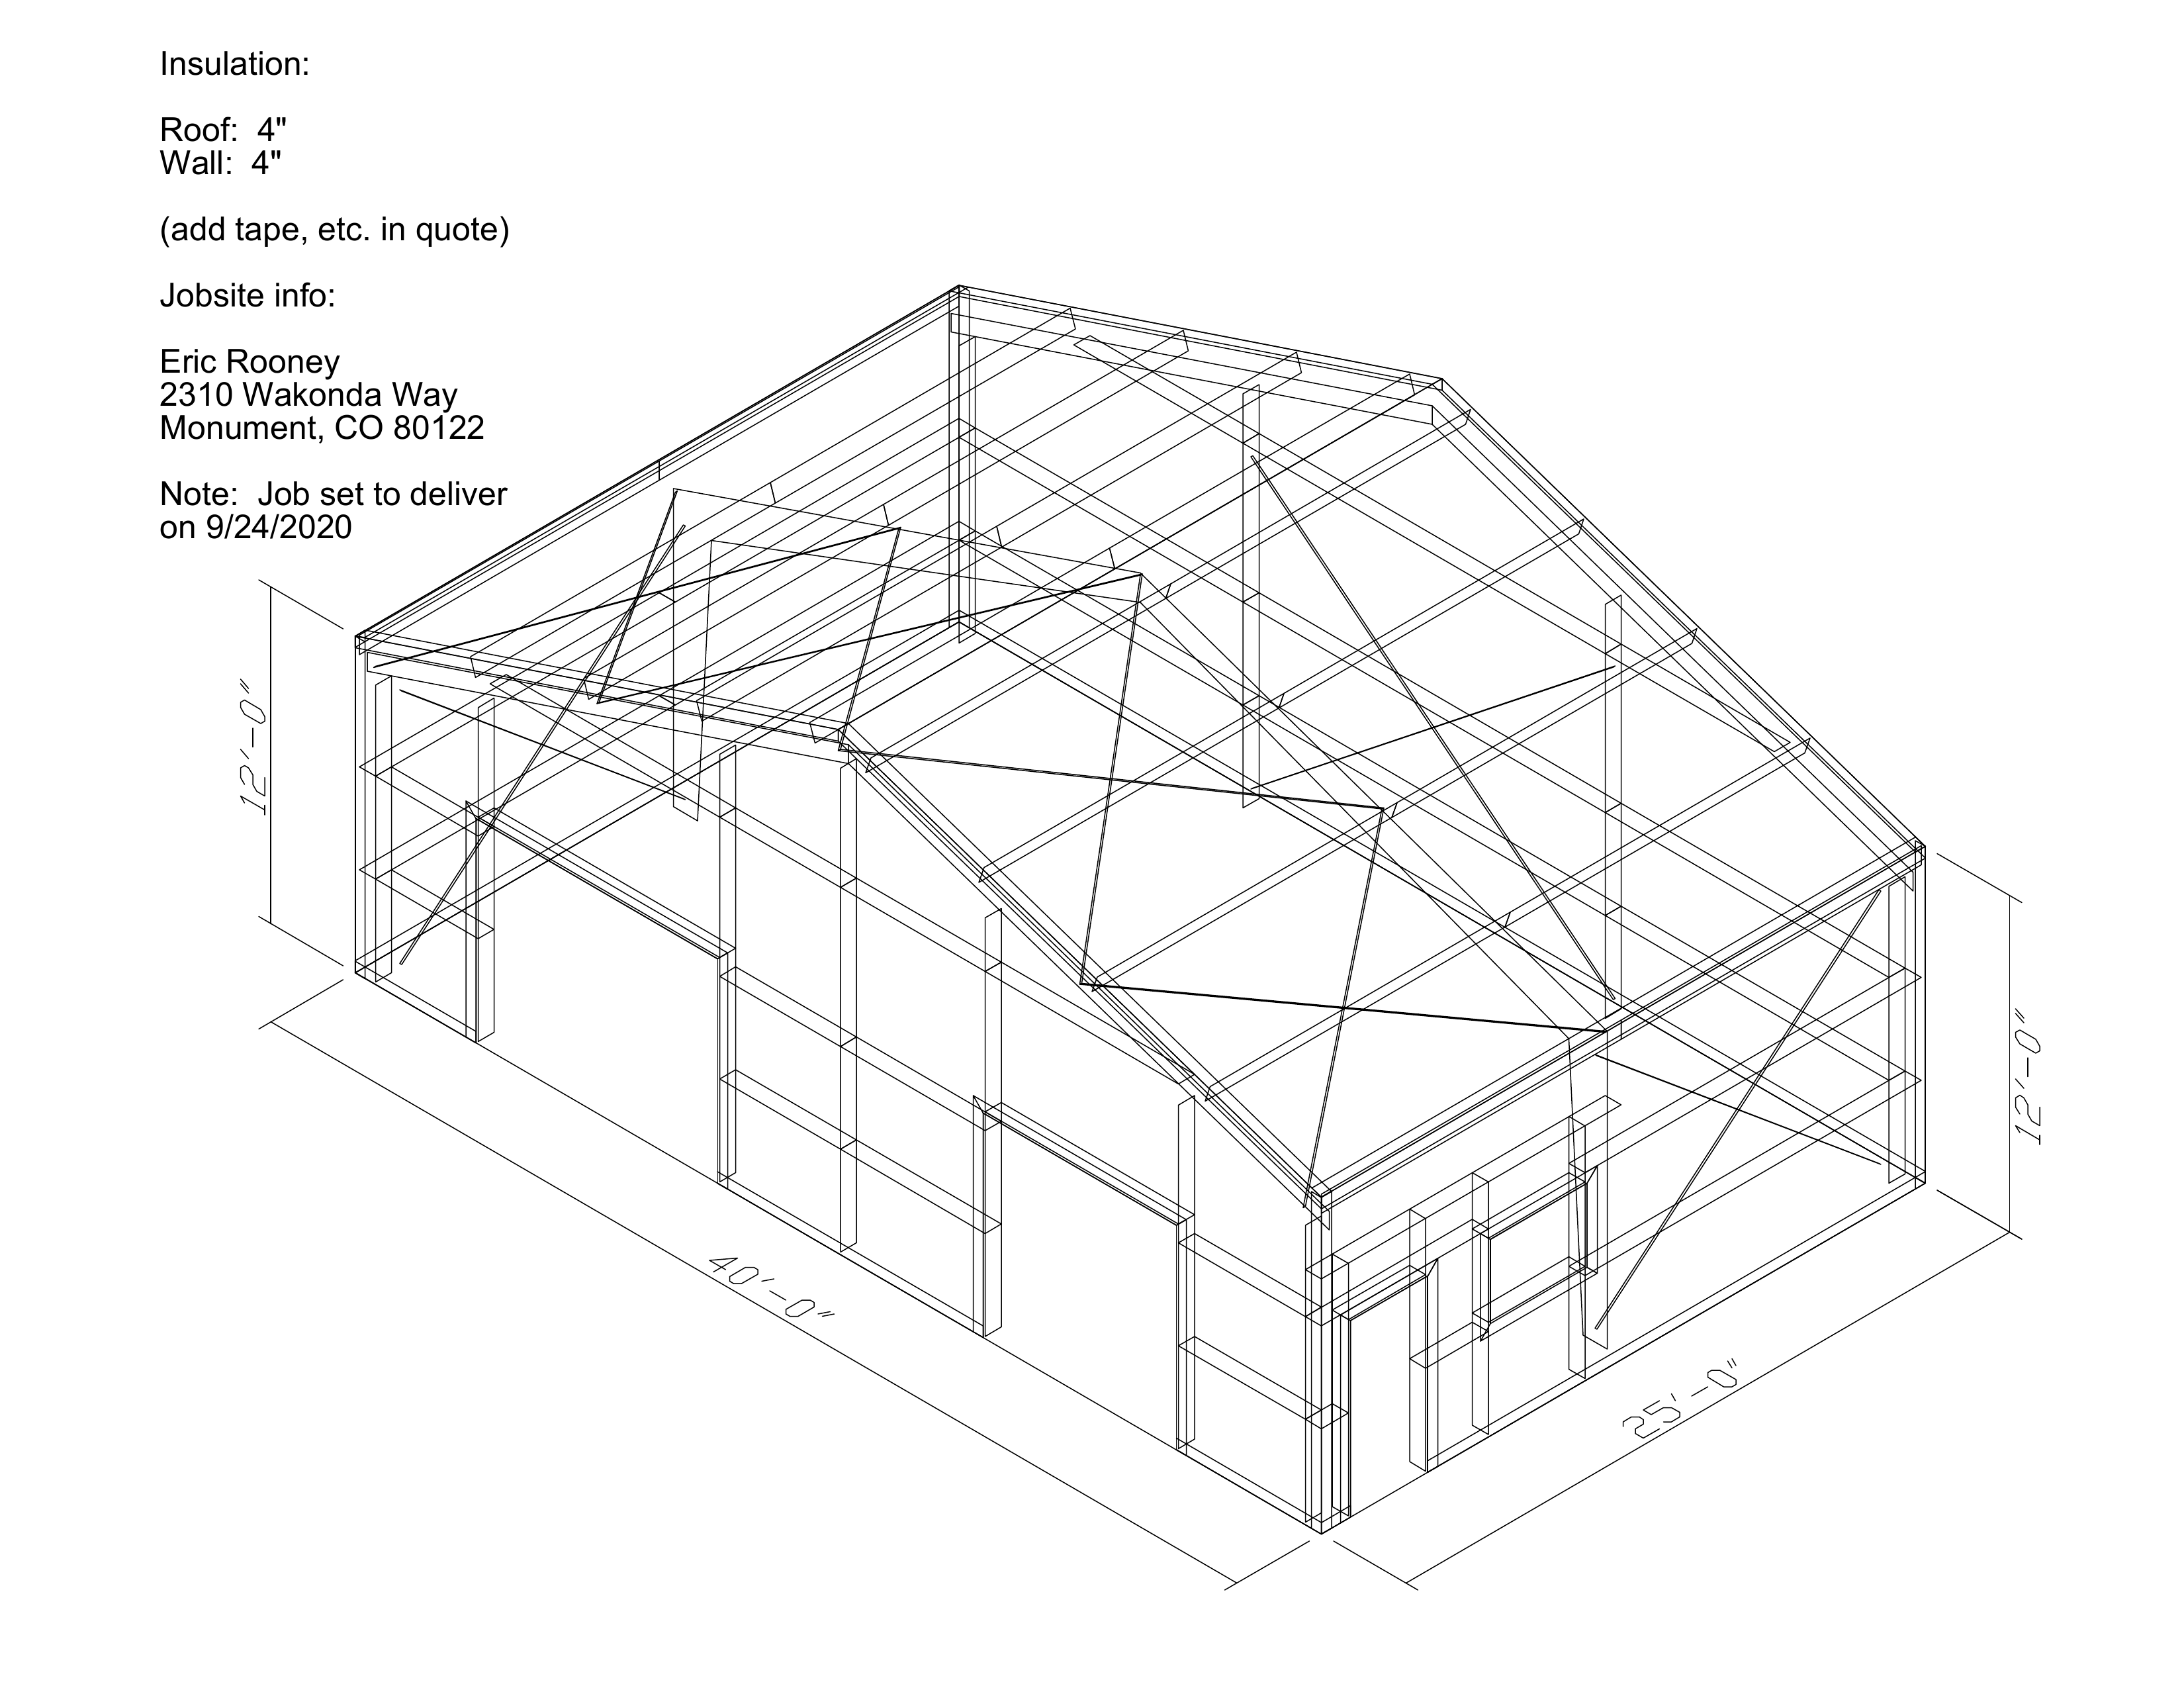 Insulation:
Roof:  4"
Wall:  4"
(add tape, etc. in quote)
Jobsite info:
Eric Rooney
2310 Wakonda Way
Monument, CO 80122
Note:  Job set to deliver
on 9/24/2020
12'-0"
12'-0"
40'-0"
25'-0"